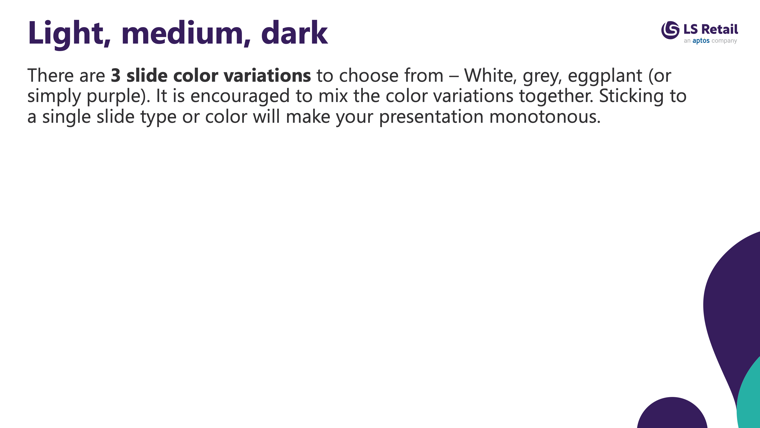 Light, medium, dark
LS Retail
an aptos company
There are 3 slide color variations to choose from – White, grey, eggplant (or
simply purple). It is encouraged to mix the color variations together. Sticking to
a single slide type or color will make your presentation monotonous.